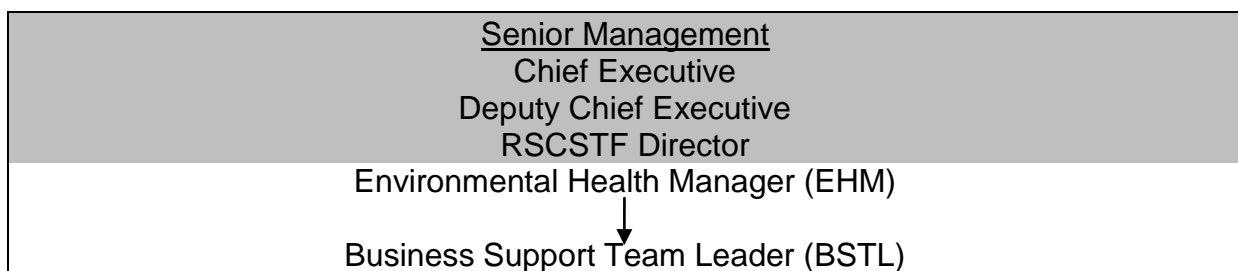 Senior Management
Chief Executive
Deputy Chief Executive
RSCSTF Director
Environmental Health Manager (EHM)
Business Support Team Leader (BSTL)